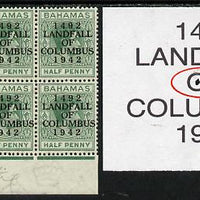 BAHAMAS BAHAMAS
1492 1492
LANDFALL LANDFALL
OF OF
COLUMBUS COLUMBUS
1942 1942
HALF PENNY HALF PENNY
1492 1492
LANDFALL LANDFALL
OF OF
COLUMBUS COLUMBUS
1942 1942
HALF PENNY HALF PENNY
14
LAND
COLU
19